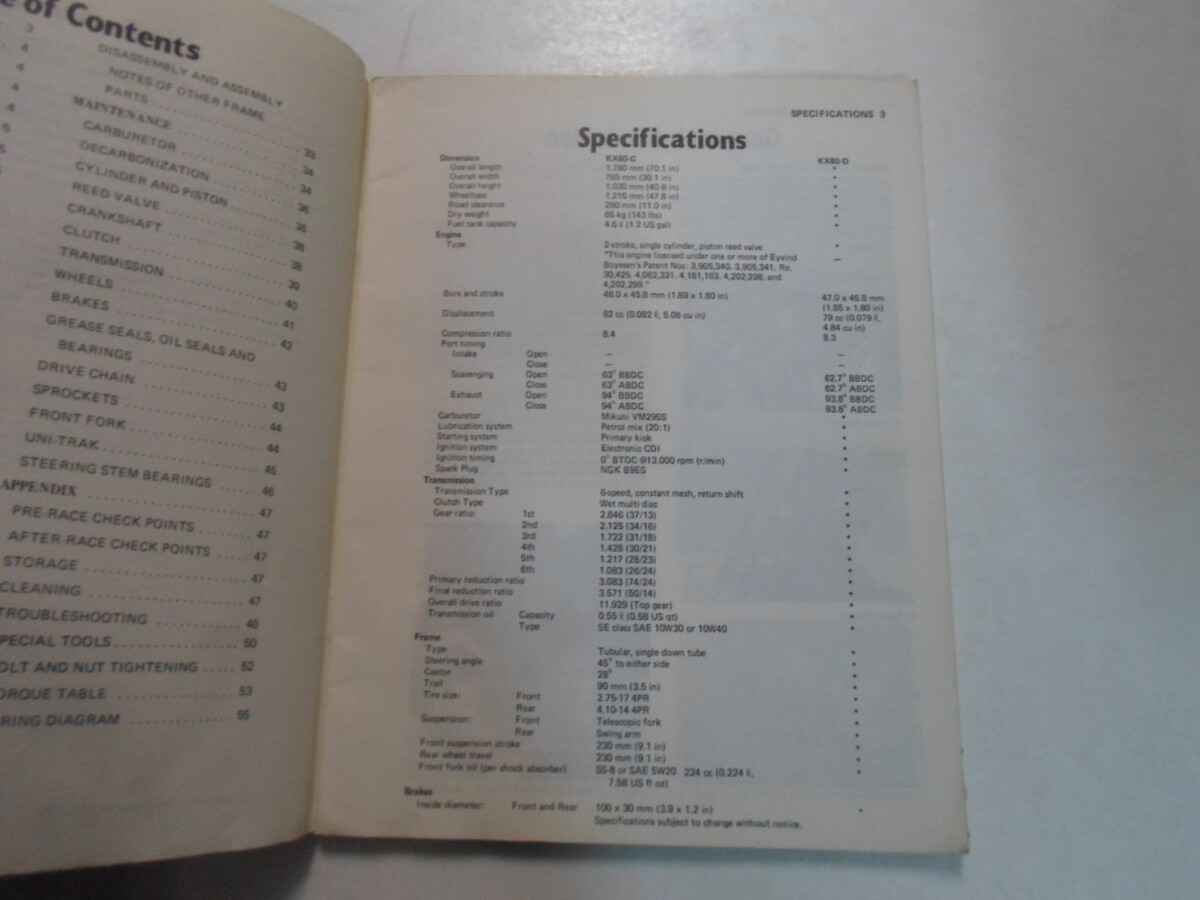 e of Contents
3
4
4
4
4
5
5
DISASSEMBLY AND ASSEMBLY
NOTES OF OTHER FRAME
PARTS .......... 33
MAINTENANCE .......... 34
CARBURETOR .......... 34
DECARBONIZATION .......... 36
CYLINDER AND PISTON .......... 36
REED VALVE .......... 38
CRANKSHAFT .......... 38
CLUTCH .......... 39
TRANSMISSION .......... 40
WHEELS .......... 41
BRAKES .......... 42
GREASE SEALS, OIL SEALS AND
BEARINGS .......... 43
DRIVE CHAIN .......... 43
SPROCKETS .......... 44
FRONT FORK .......... 44
UNI-TRAK .......... 45
STEERING STEM BEARINGS .......... 46
APPENDIX .......... 47
PRE-RACE CHECK POINTS .......... 47
AFTER-RACE CHECK POINTS .......... 47
STORAGE .......... 47
CLEANING .......... 47
TROUBLESHOOTING .......... 48
PECIAL TOOLS .......... 50
OLT AND NUT TIGHTENING ..... 52
ORQUE TABLE .......... 53
RING DIAGRAM .......... 55
SPECIFICATIONS 3
Specifications
Dimension KX80-C KX80-D
Overall length 1,780 mm (70.1 in) •
Overall width 765 mm (30.1 in) •
Overall height 1,030 mm (40.6 in) •
Wheelbase 1,215 mm (47.8 in) •
Road clearance 280 mm (11.0 in) •
Dry weight 65 kg (143 lbs) •
Fuel tank capacity 4.6 ℓ (1.2 US gal) •
Engine
Type 2-stroke, single cylinder, piston reed valve •
"This engine licensed under one or more of Eyvind —
Boyesen's Patent Nos: 3,905,340. 3,905,341. Re.
30,425. 4,062,331. 4,161,163. 4,202,298. and
4,202,299."
Bore and stroke 48.0 x 45.8 mm (1.89 x 1.80 in) 47.0 x 45.8 mm
(1.85 x 1.80 in)
Displacement 82 cc (0.082 ℓ, 5.06 cu in) 79 cc (0.079 ℓ,
4.84 cu in)
Compression ratio 8.4 8.3
Port timing
Intake Open — —
Close — —
Scavenging Open 63° BBDC 62.7° BBDC
Close 63° ABDC 62.7° ABDC
Exhaust Open 94° BBDC 93.8° BBDC
Close 94° ABDC 93.8° ABDC
Carburetor Mikuni VM29SS •
Lubrication system Petrol mix (20:1) •
Starting system Primary kick •
Ignition system Electronic CDI •
Ignition timing 0° BTDC @13,000 rpm (r/min) •
Spark Plug NGK B9ES •
Transmission
Transmission Type 6-speed, constant mesh, return shift •
Clutch Type Wet multi disc •
Gear ratio: 1st 2.846 (37/13) •
2nd 2.125 (34/16) •
3rd 1.722 (31/18) •
4th 1.428 (30/21) •
5th 1.217 (28/23) •
6th 1.083 (26/24) •
Primary reduction ratio 3.083 (74/24) •
Final reduction ratio 3.571 (50/14) •
Overall drive ratio 11.929 (Top gear) •
Transmission oil Capacity 0.55 ℓ (0.58 US qt) •
Type SE class SAE 10W30 or 10W40 •
Frame
Type Tubular, single down tube •
Steering angle 45° to either side •
Castor 28° •
Trail 90 mm (3.5 in) •
Tire size: Front 2.75-17 4PR •
Rear 4.10-14 4PR •
Suspension: Front Telescopic fork •
Rear Swing arm •
Front suspension stroke 230 mm (9.1 in) •
Rear wheel travel 230 mm (9.1 in) •
Front fork oil (per shock absorber) SS-8 or SAE 5W20 224 cc (0.224 ℓ, •
7.58 US fl oz)
Brakes
Inside diameter: Front and Rear 100 x 30 mm (3.9 x 1.2 in) •
Specifications subject to change without notice.